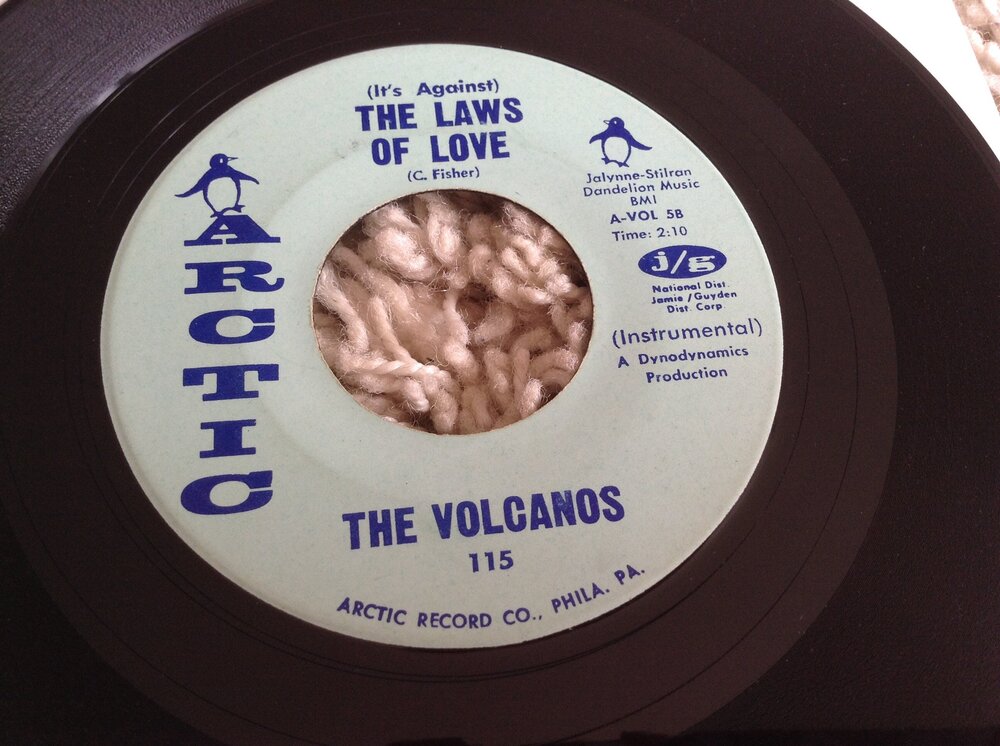 (It's Against)
THE LAWS
OF LOVE
(C. Fisher)
ARCTIC
Jalynne-Stilran
Dandelion Music
BMI
A-VOL 5B
Time: 2:10
j/g
National Dist.
Jamie/Guyden
Dist. Corp.
(Instrumental)
A Dynodynamics
Production
THE VOLCANOS
115
ARCTIC RECORD CO., PHILA. PA.